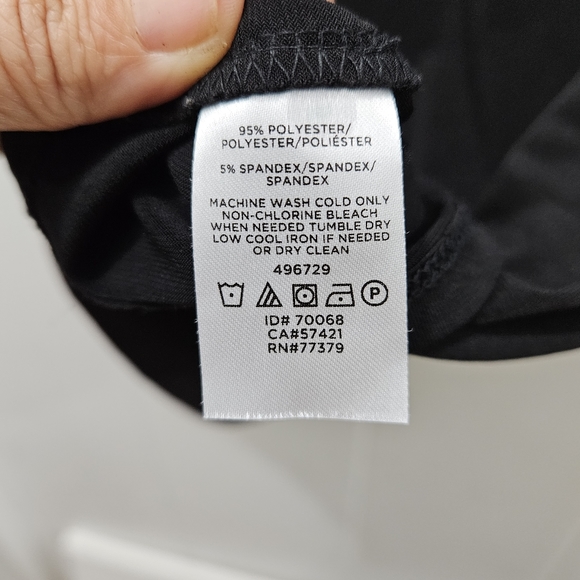 95% POLYESTER/
POLYESTER/POLIÉSTER
5% SPANDEX/SPANDEX/
SPANDEX
MACHINE WASH COLD ONLY
NON-CHLORINE BLEACH
WHEN NEEDED TUMBLE DRY
LOW COOL IRON IF NEEDED
OR DRY CLEAN
496729
P
ID# 70068
CA#57421
RN#77379